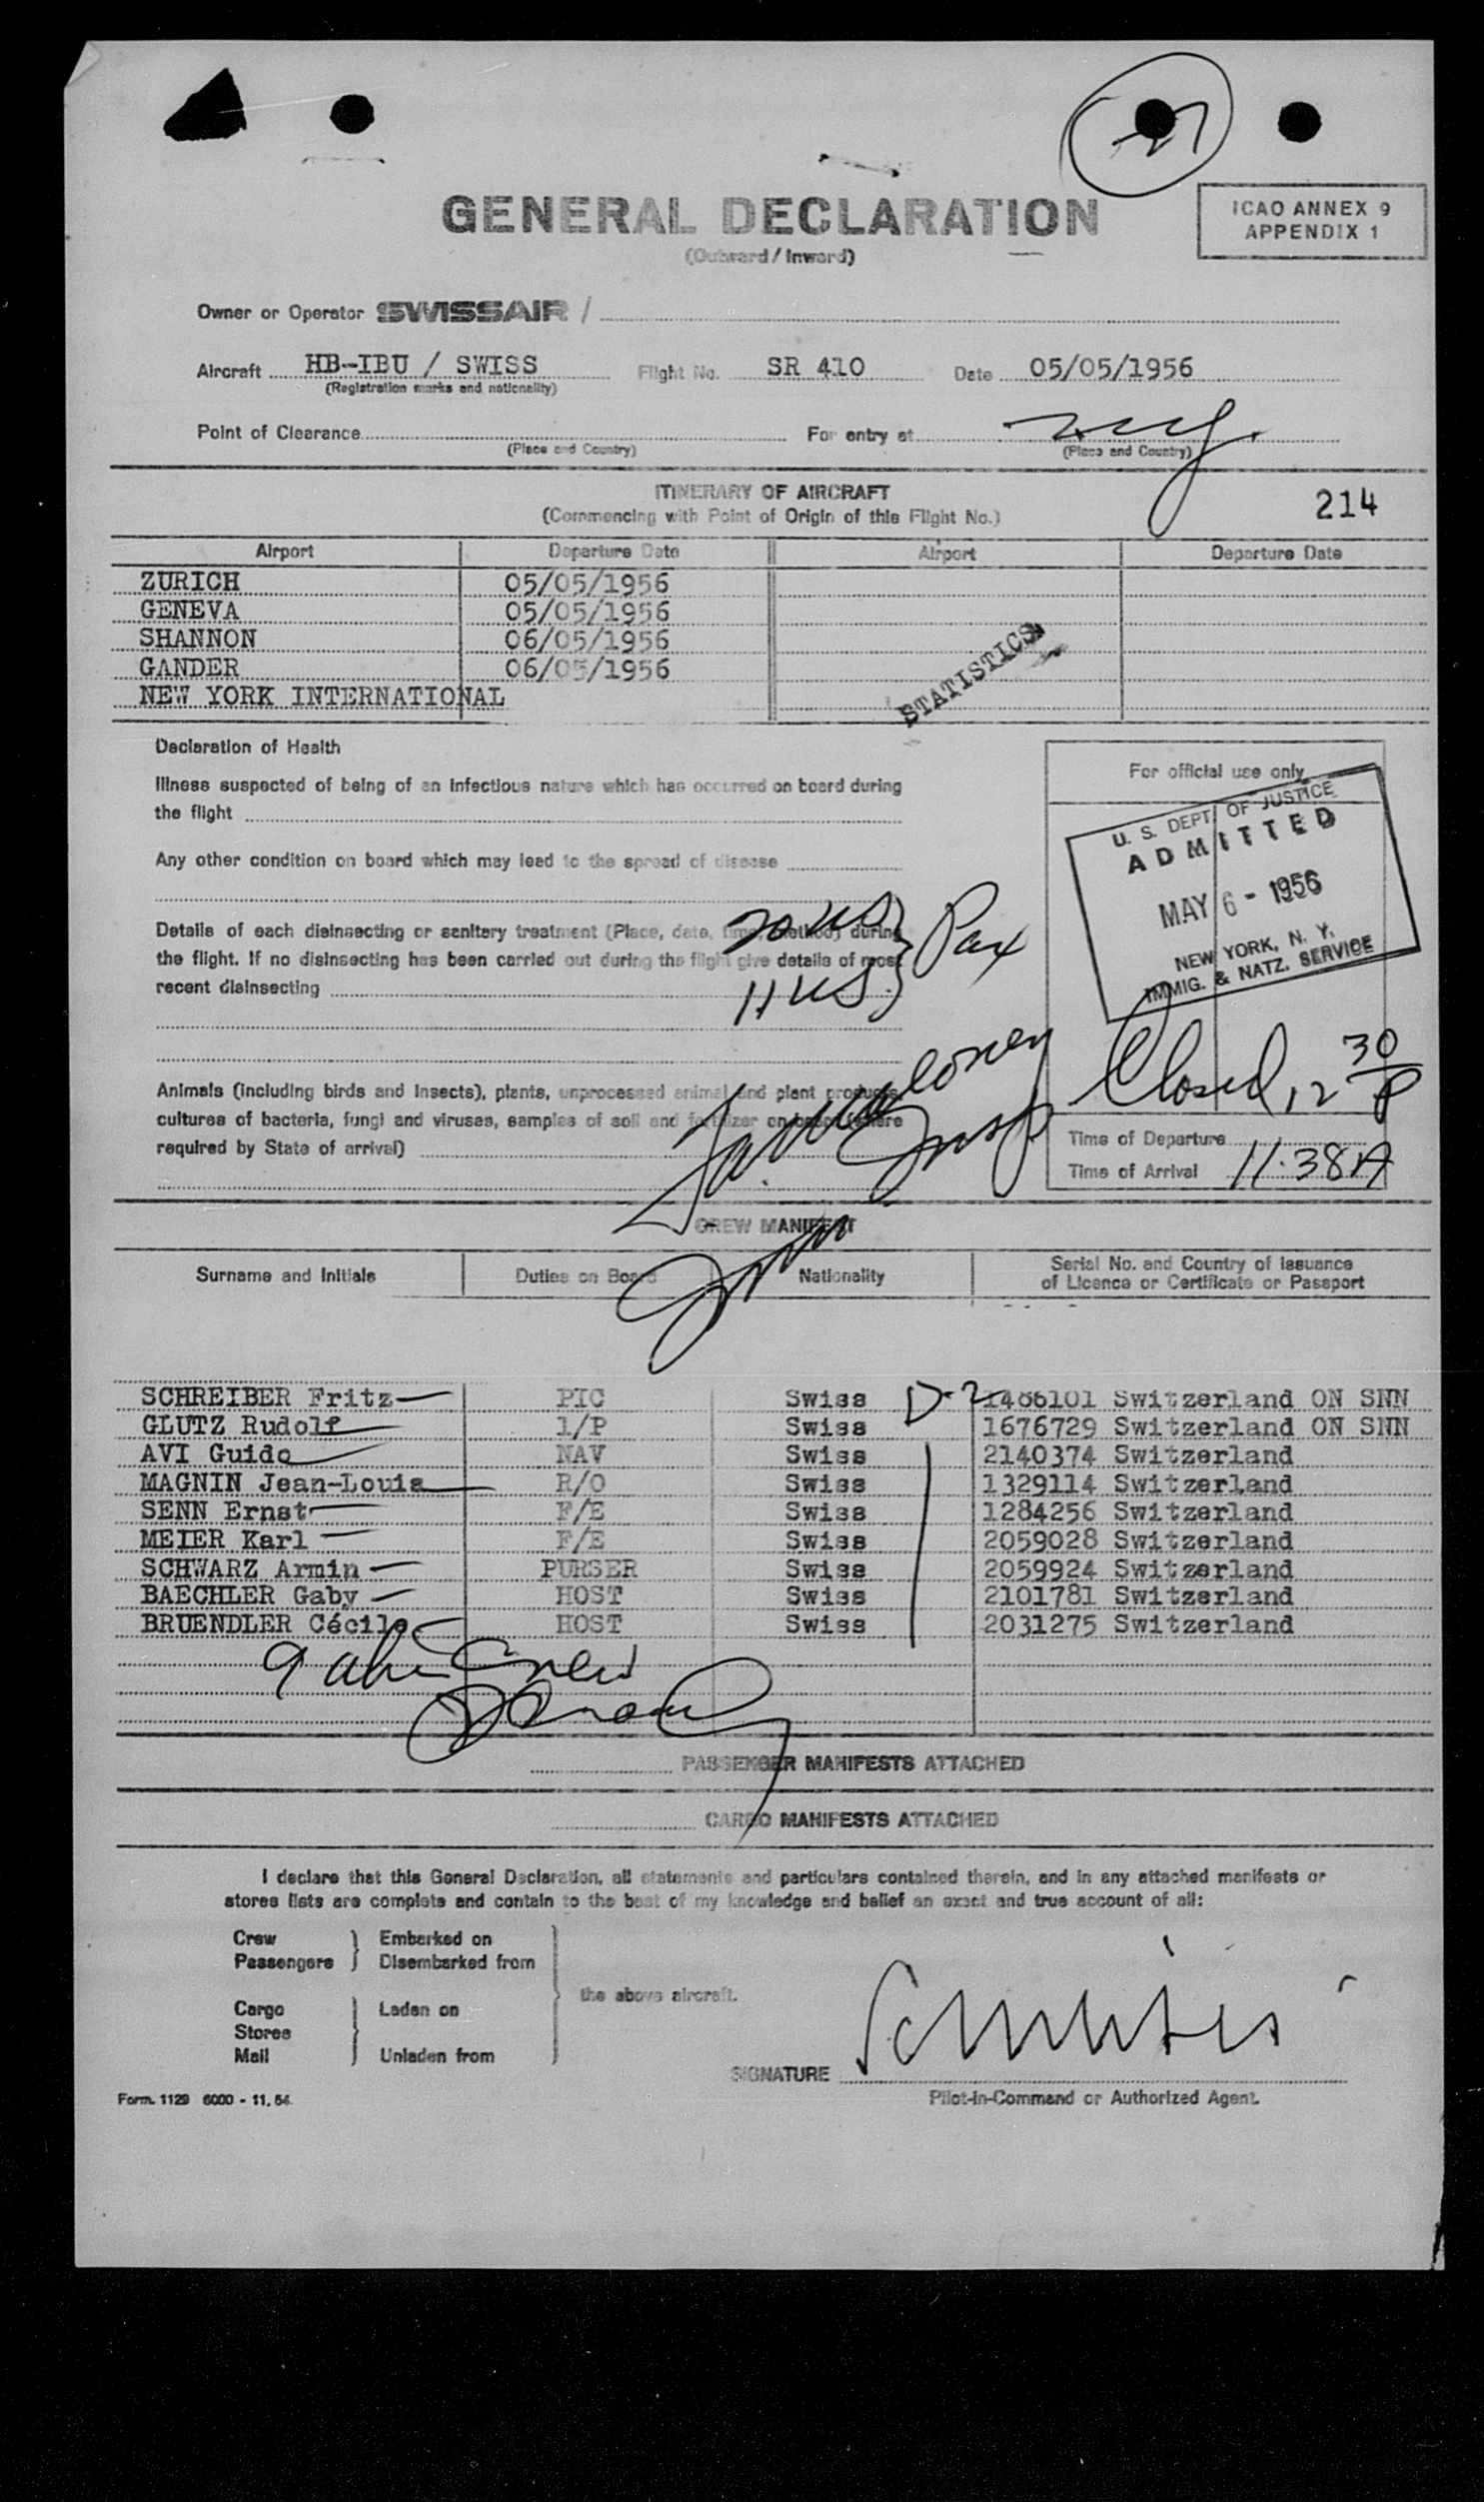 GENERAL DECLARATION
(Outward / Inward)
ICAO ANNEX 9
APPENDIX 1
Owner or Operator SWISSAIR /
Aircraft HB-IBU / SWISS Flight No. SR 410 Date 05/05/1956
(Registration marks and nationality)
Point of Clearance For entry at
(Place and Country) (Place and Country)
ITINERARY OF AIRCRAFT
(Commencing with Point of Origin of this Flight No.)
214
Airport Departure Date Airport Departure Date
ZURICH 05/05/1956
GENEVA 05/05/1956
SHANNON 06/05/1956
GANDER 06/05/1956
NEW YORK INTERNATIONAL
STATISTICS
Declaration of Health
Illness suspected of being of an infectious nature which has occurred on board during
the flight
Any other condition on board which may lead to the spread of disease
Details of each disinsecting or sanitary treatment (Place, date, time, method) during
the flight. If no disinsecting has been carried out during the flight give details of most
recent disinsecting
Pax
11 US
Animals (including birds and insects), plants, unprocessed animal and plant products,
cultures of bacteria, fungi and viruses, samples of soil and fertilizer on board (where
required by State of arrival)
For official use only
U. S. DEPT. OF JUSTICE
ADMITTED
MAY 6 - 1956
NEW YORK, N. Y.
IMMIG. & NATZ. SERVICE
Closed 12 30 P
Time of Departure
Time of Arrival 11.38 A
Insp
CREW MANIFEST
Surname and Initials Duties on Board Nationality Serial No. and Country of Issuance
of Licence or Certificate or Passport
SCHREIBER Fritz PIC Swiss D-2 1466101 Switzerland ON SNN
GLUTZ Rudolf 1/P Swiss 1676729 Switzerland ON SNN
AVI Guido NAV Swiss 2140374 Switzerland
MAGNIN Jean-Louis R/O Swiss 1329114 Switzerland
SENN Ernst F/E Swiss 1284256 Switzerland
MEIER Karl F/E Swiss 2059028 Switzerland
SCHWARZ Armin PURSER Swiss 2059924 Switzerland
BAECHLER Gaby HOST Swiss 2101781 Switzerland
BRUENDLER Cécile HOST Swiss 2031275 Switzerland
PASSENGER MANIFESTS ATTACHED
CARGO MANIFESTS ATTACHED
I declare that this General Declaration, all statements and particulars contained therein, and in any attached manifests or
stores lists are complete and contain to the best of my knowledge and belief an exact and true account of all:
Crew } Embarked on
Passengers } Disembarked from
the above aircraft.
Cargo } Laden on
Stores
Mail } Unladen from
SIGNATURE
Pilot-in-Command or Authorized Agent.
Form. 1129 6000 - 11. 54